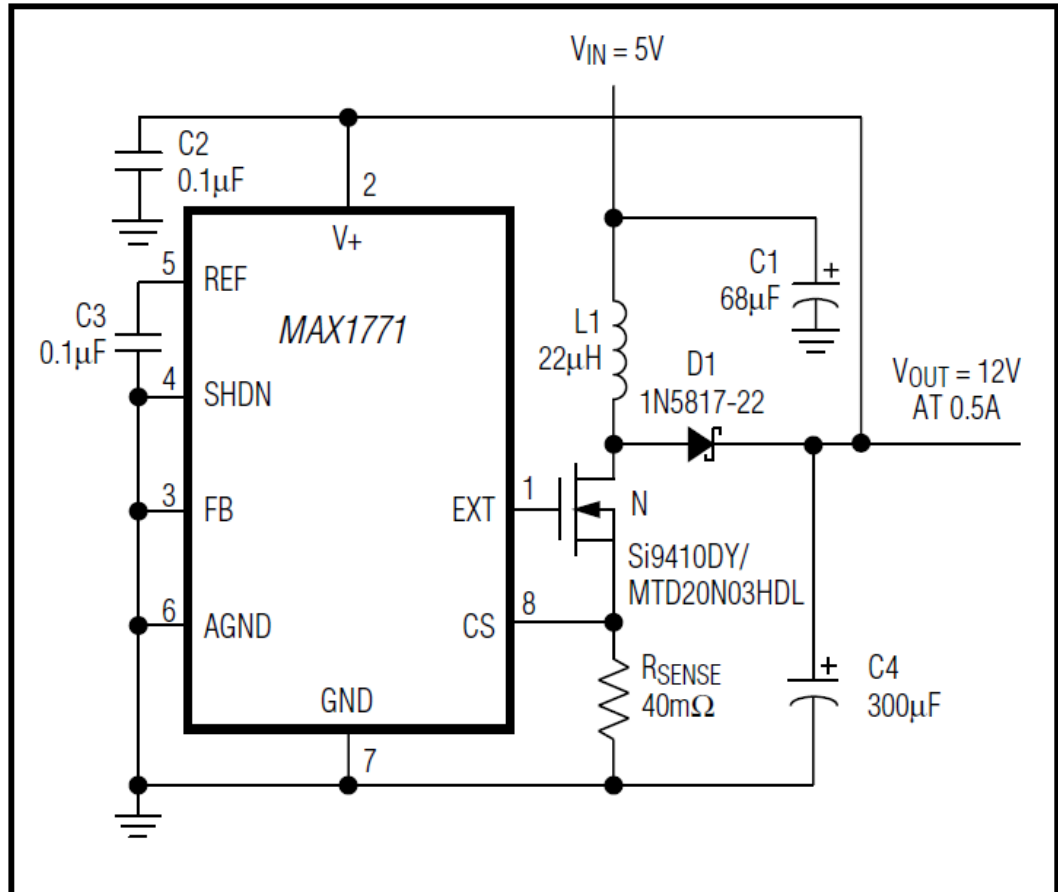 VIN = 5V
C2
0.1µF
2
V+
5
REF
C1
68µF
C3
0.1µF
MAX1771
L1
22µH
D1
1N5817-22
VOUT = 12V
AT 0.5A
4
SHDN
3
FB
EXT
1
N
Si9410DY/
MTD20N03HDL
6
AGND
CS
8
RSENSE
40mΩ
C4
300µF
GND
7